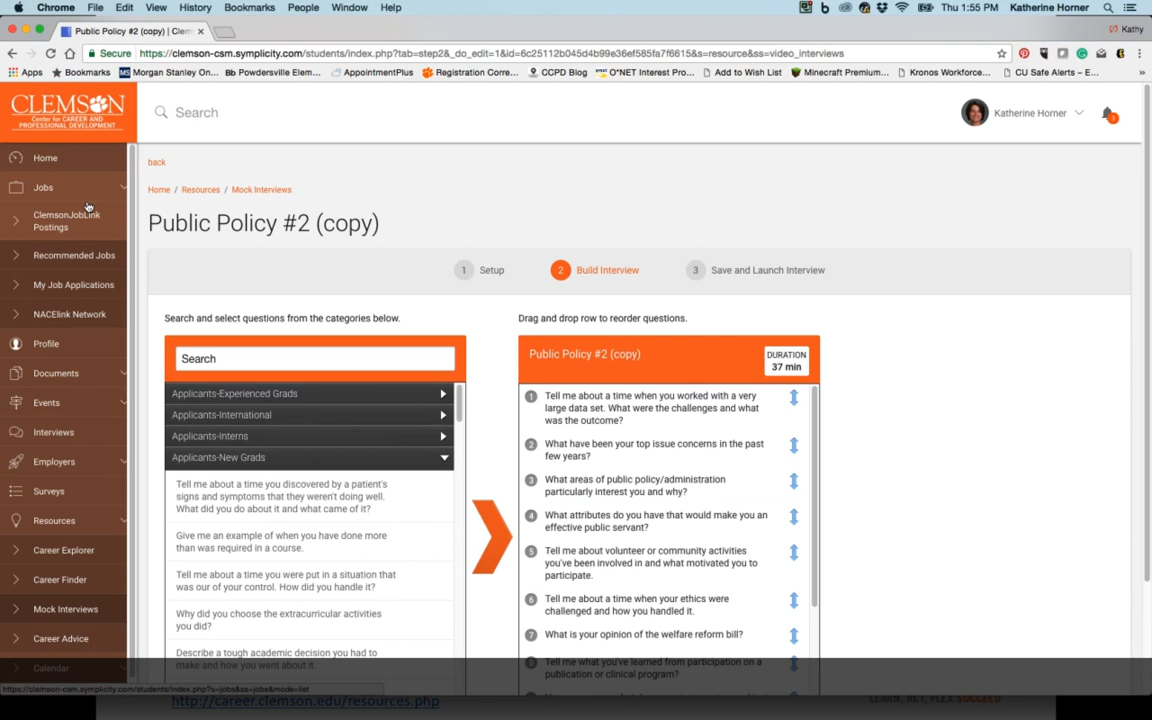 Chrome File Edit View History Bookmarks People Window Help Thu 1:55 PM Katherine Horner
Public Policy #2 (copy) | Clem Kathy
Secure https://clemson-csm.symplicity.com/students/index.php?tab=step2&_do_edit=1&id=6c25112b045d4b99e36ef585fa7f6615&s=resource&ss=video_interviews
Apps Bookmarks Morgan Stanley On... Bb Powdersville Elem... AppointmentPlus Registration Corre... CCPD Blog O*NET Interest Pro... Add to Wish List Minecraft Premium... Kronos Workforce... CU Safe Alerts – E... »
CLEMSON
Center for CAREER and
PROFESSIONAL DEVELOPMENT
Search
Katherine Horner
Home
Jobs
ClemsonJobLink
Postings
Recommended Jobs
My Job Applications
NACElink Network
Profile
Documents
Events
Interviews
Employers
Surveys
Resources
Career Explorer
Career Finder
Mock Interviews
Career Advice
Calendar
back
Home / Resources / Mock Interviews
Public Policy #2 (copy)
1 Setup 2 Build Interview 3 Save and Launch Interview
Search and select questions from the categories below.
Search
Applicants-Experienced Grads
Applicants-International
Applicants-Interns
Applicants-New Grads
Tell me about a time you discovered by a patient's
signs and symptoms that they weren't doing well.
What did you do about it and what came of it?
Give me an example of when you have done more
than was required in a course.
Tell me about a time you were put in a situation that
was our of your control. How did you handle it?
Why did you choose the extracurricular activities
you did?
Describe a tough academic decision you had to
make and how you went about it.
Drag and drop row to reorder questions.
Public Policy #2 (copy)
DURATION
37 min
1 Tell me about a time when you worked with a very
large data set. What were the challenges and what
was the outcome?
2 What have been your top issue concerns in the past
few years?
3 What areas of public policy/administration
particularly interest you and why?
4 What attributes do you have that would make you an
effective public servant?
5 Tell me about volunteer or community activities
you've been involved in and what motivated you to
participate.
6 Tell me about a time when your ethics were
challenged and how you handled it.
7 What is your opinion of the welfare reform bill?
8 Tell me what you've learned from participation on a
publication or clinical program?
https://clemson-csm.symplicity.com/students/index.php?s=jobs&ss=jobs&mode=list
http://career.clemson.edu/resources.php
LEARN, ACT, FLEX SUCCEED